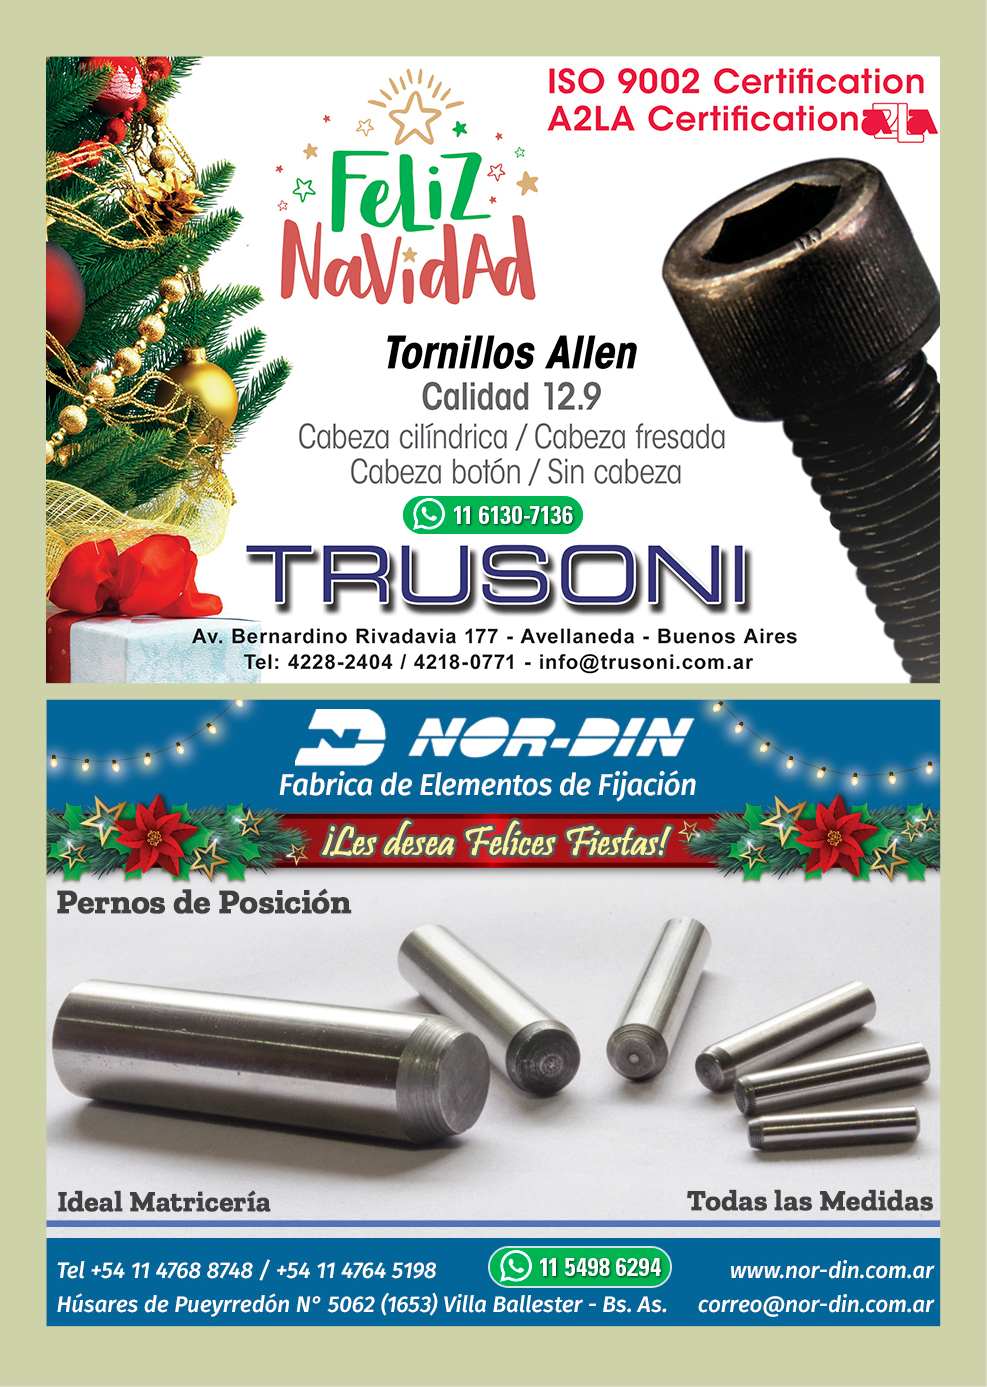 ISO 9002 Certification
A2LA Certification
A2LA
Feliz
Navidad
12.9
Tornillos Allen
Calidad 12.9
Cabeza cilíndrica / Cabeza fresada
Cabeza botón / Sin cabeza
11 6130-7136
TRUSONI
Av. Bernardino Rivadavia 177 - Avellaneda - Buenos Aires
Tel: 4228-2404 / 4218-0771 - info@trusoni.com.ar
NOR-DIN
Fabrica de Elementos de Fijación
¡Les desea Felices Fiestas!
Pernos de Posición
Ideal Matricería
Todas las Medidas
Tel +54 11 4768 8748 / +54 11 4764 5198
11 5498 6294
www.nor-din.com.ar
Húsares de Pueyrredón N° 5062 (1653) Villa Ballester - Bs. As.
correo@nor-din.com.ar